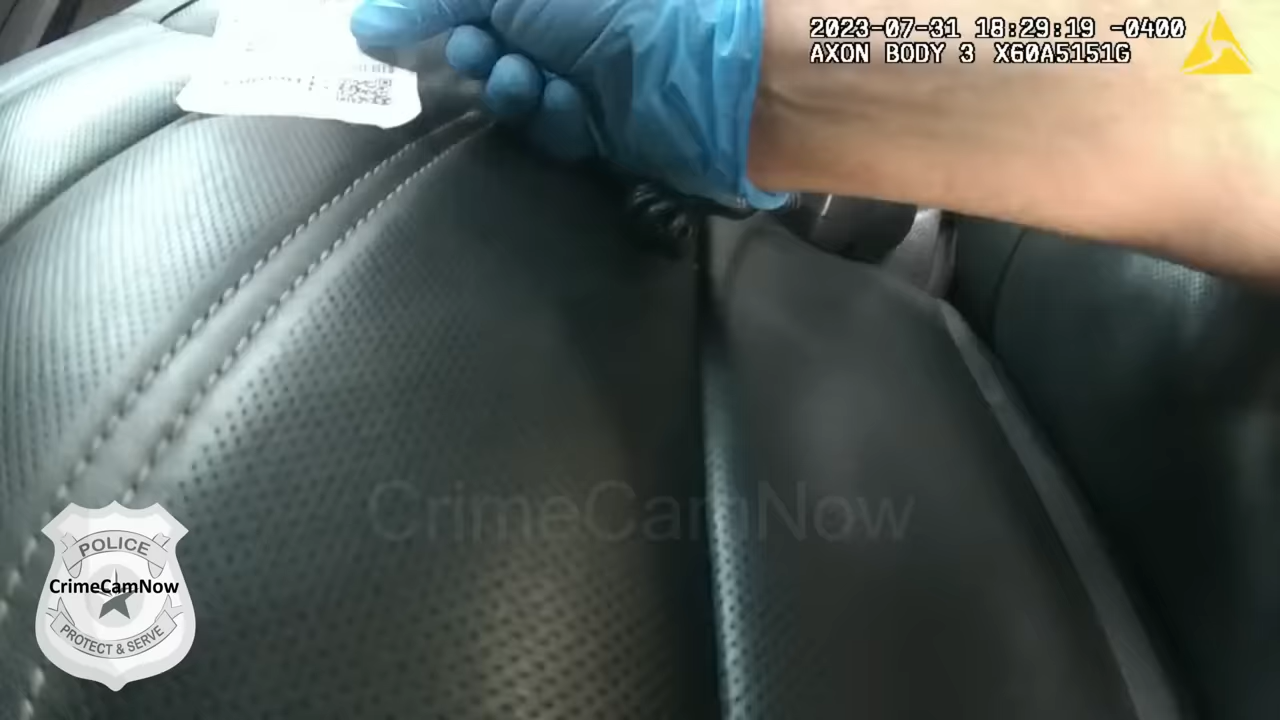 2023-07-31 18:29:19 -0400
AXON BODY 3 X60A5151G
CrimeCamNow
POLICE
CrimeCamNow
PROTECT & SERVE